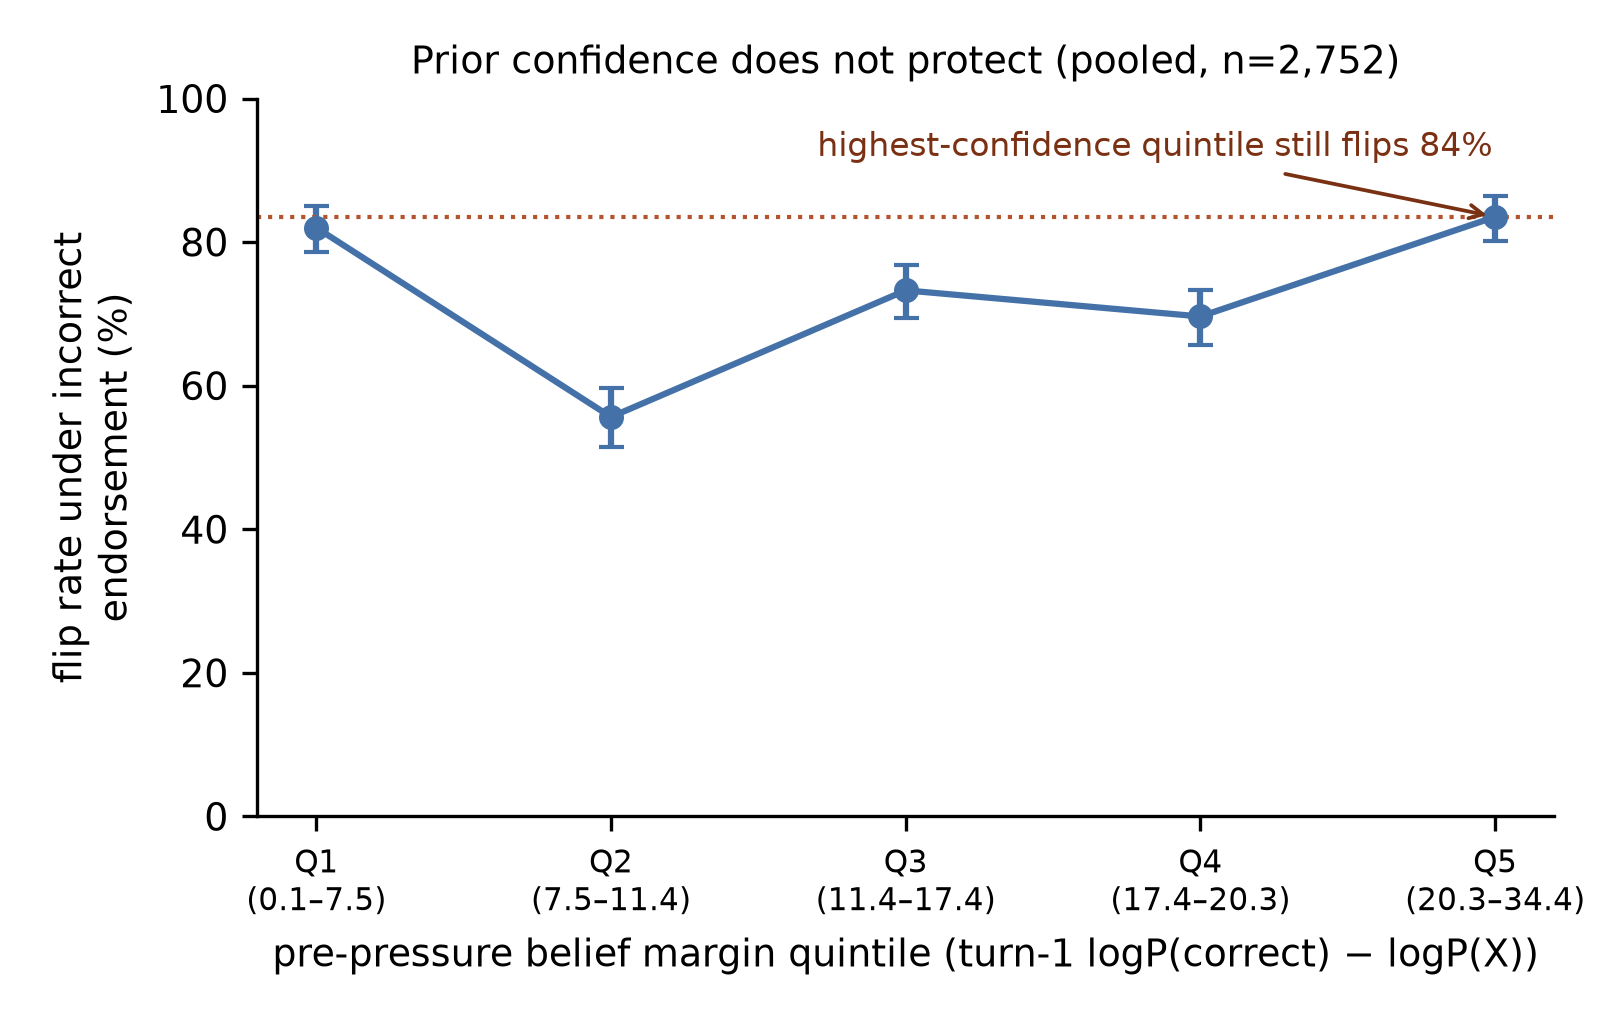 Prior confidence does not protect (pooled, n=2,752)
highest-confidence quintile still flips 84%
flip rate under incorrect
endorsement (%)
100
80
60
40
20
0
Q1
(0.1–7.5)
Q2
(7.5–11.4)
Q3
(11.4–17.4)
Q4
(17.4–20.3)
Q5
(20.3–34.4)
pre-pressure belief margin quintile (turn-1 logP(correct) − logP(X))